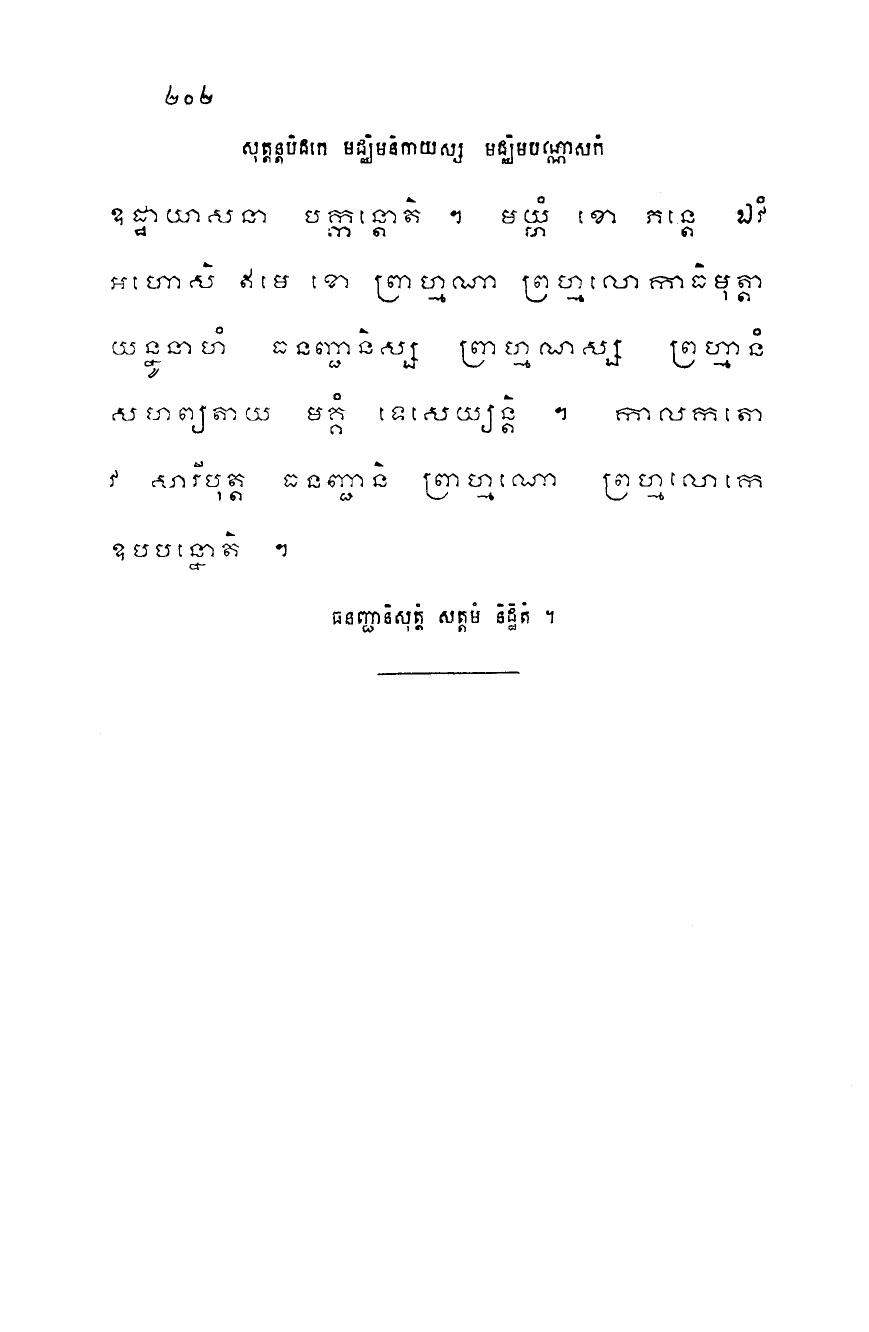 ២០២
សុត្តន្តបិដកេ មជ្ឈិមនិកាយស្ស មជ្ឈិមបណ្ណាសកំ
ឧដ្ឋាយាសនា បក្កន្តោតិ ។ មយ្ហំ ខោ ភន្តេ ឯវំ
អហោសិ ឥមេ ខោ ព្រាហ្មណា ព្រហ្មលោកាធិមុត្តា
យន្នូនាហំ ធនញ្ជានិស្ស ព្រាហ្មណស្ស ព្រហ្មានំ
សហព្យតាយ មគ្គំ ទេសេយ្យន្តិ ។ កាលកតោ
វ សារីបុត្ត ធនញ្ជានិ ព្រាហ្មណោ ព្រហ្មលោកេ
ឧបបន្នោតិ ។
ធនញ្ជានិសុត្តំ សត្តមំ និដ្ឋិតំ ។